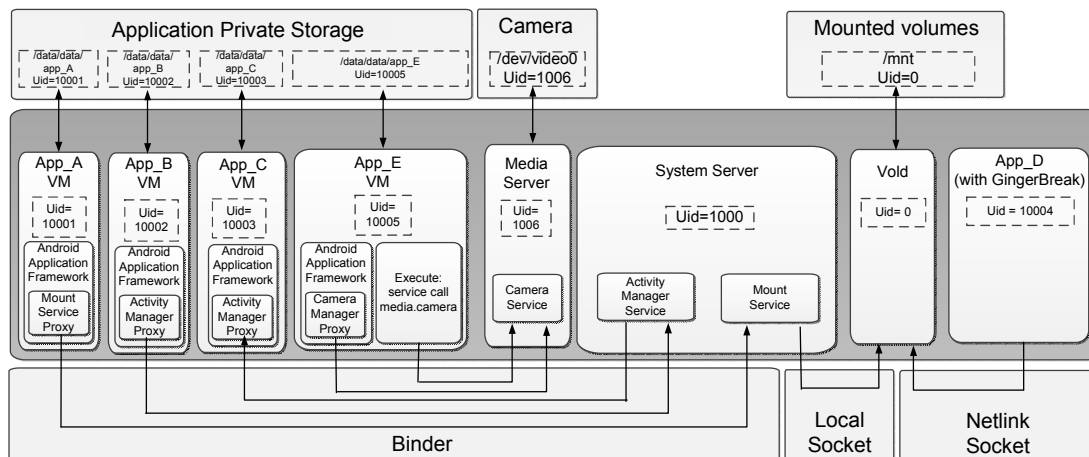 Application Private Storage
/data/data/
app_A
Uid=10001
/data/data/
app_B
Uid=10002
/data/data/
app_C
Uid=10003
/data/data/app_E
Uid=10005
Camera
/dev/video0
Uid=1006
Mounted volumes
/mnt
Uid=0
App_A
VM
Uid=
10001
Android
Application
Framework
Mount
Service
Proxy
App_B
VM
Uid=
10002
Android
Application
Framework
Activity
Manager
Proxy
App_C
VM
Uid=
10003
Android
Application
Framework
Activity
Manager
Proxy
App_E
VM
Uid=
10005
Android
Application
Framework
Camera
Manager
Proxy
Execute:
service call
media.camera
Media
Server
Uid=
1006
Camera
Service
System Server
Uid=1000
Activity
Manager
Service
Mount
Service
Vold
Uid= 0
App_D
(with GingerBreak)
Uid = 10004
Binder
Local
Socket
Netlink
Socket